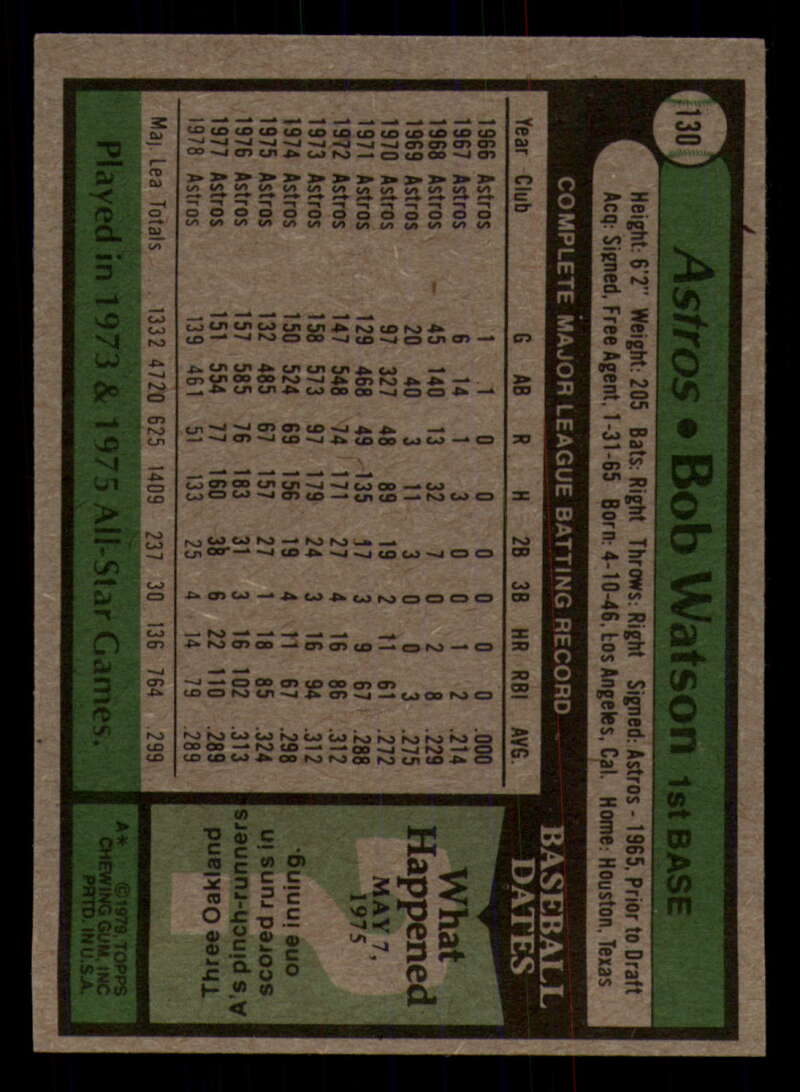 130
Astros • Bob Watson 1st BASE
Height: 6'2" Weight: 205 Bats: Right Throws: Right Signed: Astros - 1965, Prior to Draft
Acq: Signed, Free Agent, 1-31-65 Born: 4-10-46, Los Angeles, Cal. Home: Houston, Texas
COMPLETE MAJOR LEAGUE BATTING RECORD
Year Club G AB R H 2B 3B HR RBI AVG.
1966 Astros 1 1 0 0 0 0 0 0 .000
1967 Astros 6 14 1 3 0 0 1 2 .214
1968 Astros 45 140 13 32 7 0 2 8 .229
1969 Astros 20 40 3 11 3 0 0 3 .275
1970 Astros 97 327 48 89 19 2 11 61 .272
1971 Astros 129 468 49 135 17 3 9 67 .288
1972 Astros 147 548 74 171 27 4 16 86 .312
1973 Astros 158 573 97 179 24 3 16 94 .312
1974 Astros 150 524 69 156 19 4 11 67 .298
1975 Astros 132 485 67 157 27 1 18 85 .324
1976 Astros 157 585 76 183 31 3 16 102 .313
1977 Astros 151 554 77 160 38 6 22 110 .289
1978 Astros 139 461 51 133 25 4 14 79 .289
Maj. Lea Totals 1332 4720 625 1409 237 30 136 764 .299
Played in 1973 & 1975 All-Star Games.
BASEBALL
DATES
What
Happened
MAY 7,
1975
Three Oakland
A's pinch-runners
scored runs in
one inning.
A* ©1979 TOPPS
CHEWING GUM, INC
PRTD. IN U.S.A.